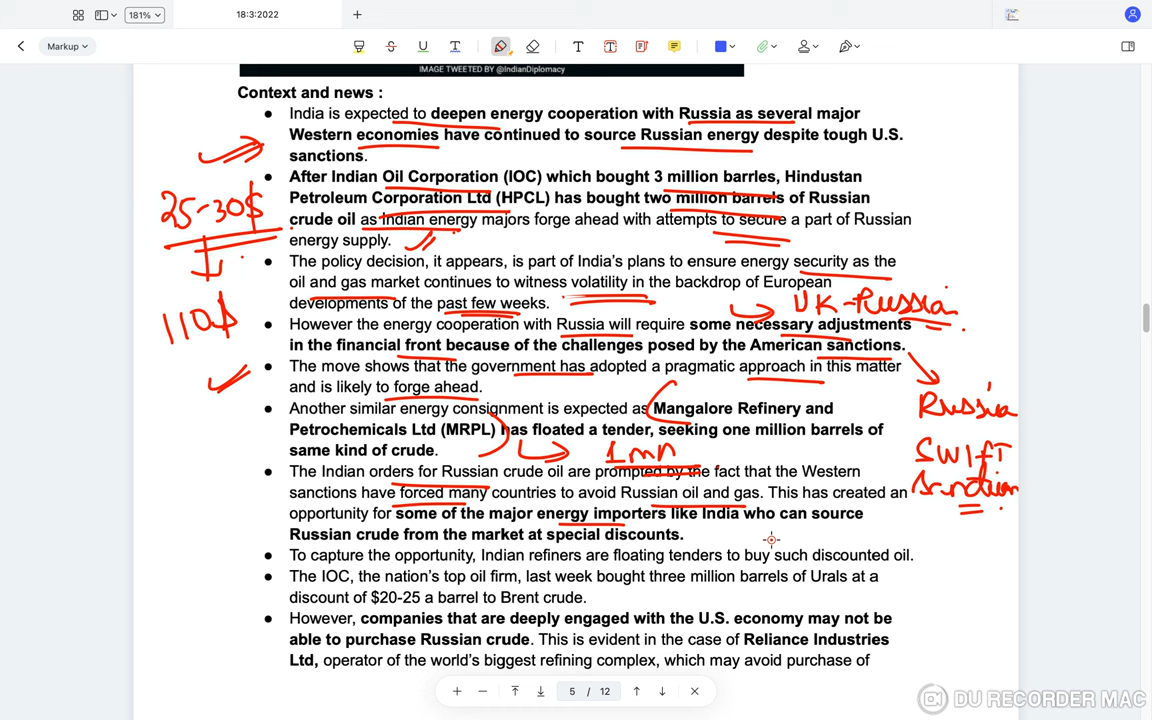 181%
18:3:2022
+
Markup
IMAGE TWEETED BY @IndianDiplomacy
Context and news :
● India is expected to deepen energy cooperation with Russia as several major
Western economies have continued to source Russian energy despite tough U.S.
sanctions.
● After Indian Oil Corporation (IOC) which bought 3 million barrles, Hindustan
Petroleum Corporation Ltd (HPCL) has bought two million barrels of Russian
25-30$
crude oil as Indian energy majors forge ahead with attempts to secure a part of Russian
energy supply.
● The policy decision, it appears, is part of India's plans to ensure energy security as the
oil and gas market continues to witness volatility in the backdrop of European
developments of the past few weeks.
UK-Russia
110$
● However the energy cooperation with Russia will require some necessary adjustments
in the financial front because of the challenges posed by the American sanctions.
● The move shows that the government has adopted a pragmatic approach in this matter
and is likely to forge ahead.
Russia
● Another similar energy consignment is expected as Mangalore Refinery and
Petrochemicals Ltd (MRPL) has floated a tender, seeking one million barrels of
same kind of crude.
SWIFT
● The Indian orders for Russian crude oil are prompted by the fact that the Western
sanctions have forced many countries to avoid Russian oil and gas. This has created an
opportunity for some of the major energy importers like India who can source
Russian crude from the market at special discounts.
● To capture the opportunity, Indian refiners are floating tenders to buy such discounted oil.
● The IOC, the nation's top oil firm, last week bought three million barrels of Urals at a
discount of $20-25 a barrel to Brent crude.
● However, companies that are deeply engaged with the U.S. economy may not be
able to purchase Russian crude. This is evident in the case of Reliance Industries
Ltd, operator of the world's biggest refining complex, which may avoid purchase of
5 / 12
DU RECORDER MAC